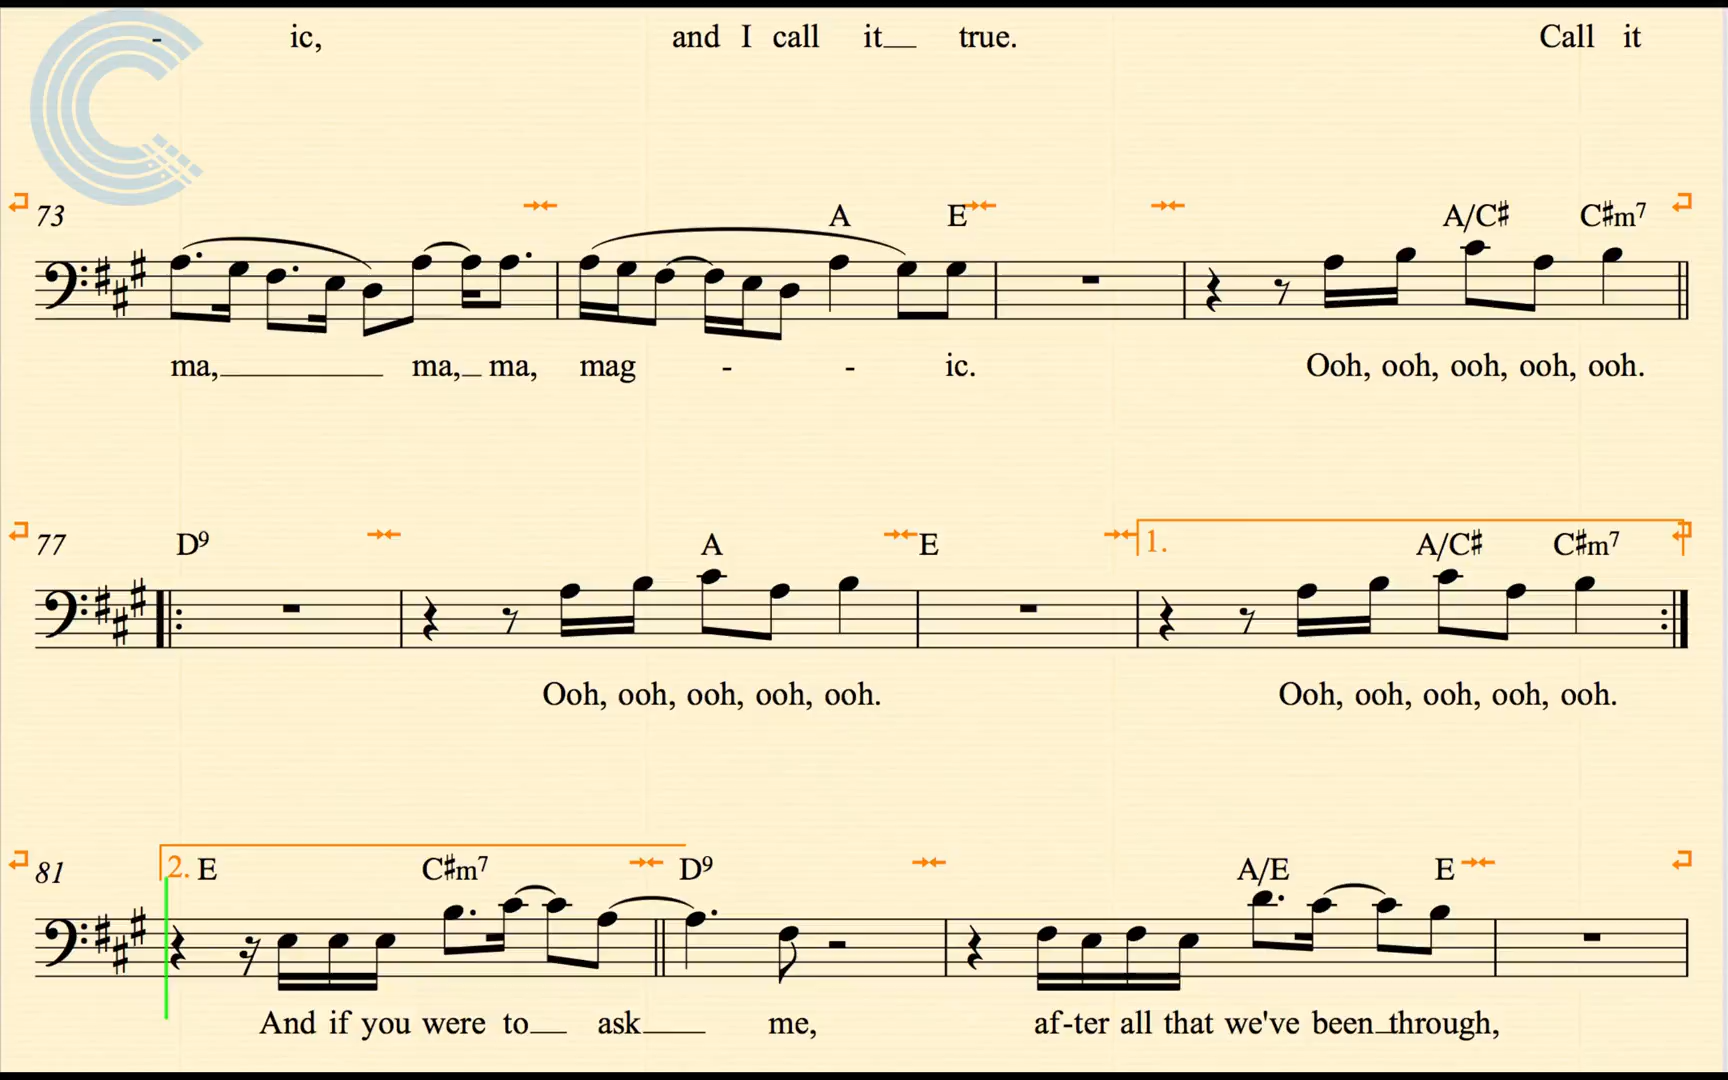 - ic, and I call it true. Call it
73 A E A/C♯ C♯m7
ma, ma, ma, mag - - ic. Ooh, ooh, ooh, ooh, ooh.
77 D9 A E 1. A/C♯ C♯m7
Ooh, ooh, ooh, ooh, ooh. Ooh, ooh, ooh, ooh, ooh.
81 2. E C♯m7 D9 A/E E
And if you were to ask me, af-ter all that we've been through,